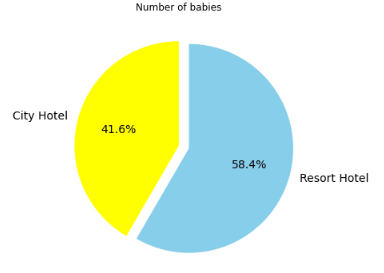 Number of babies
City Hotel
41.6%
58.4%
Resort Hotel